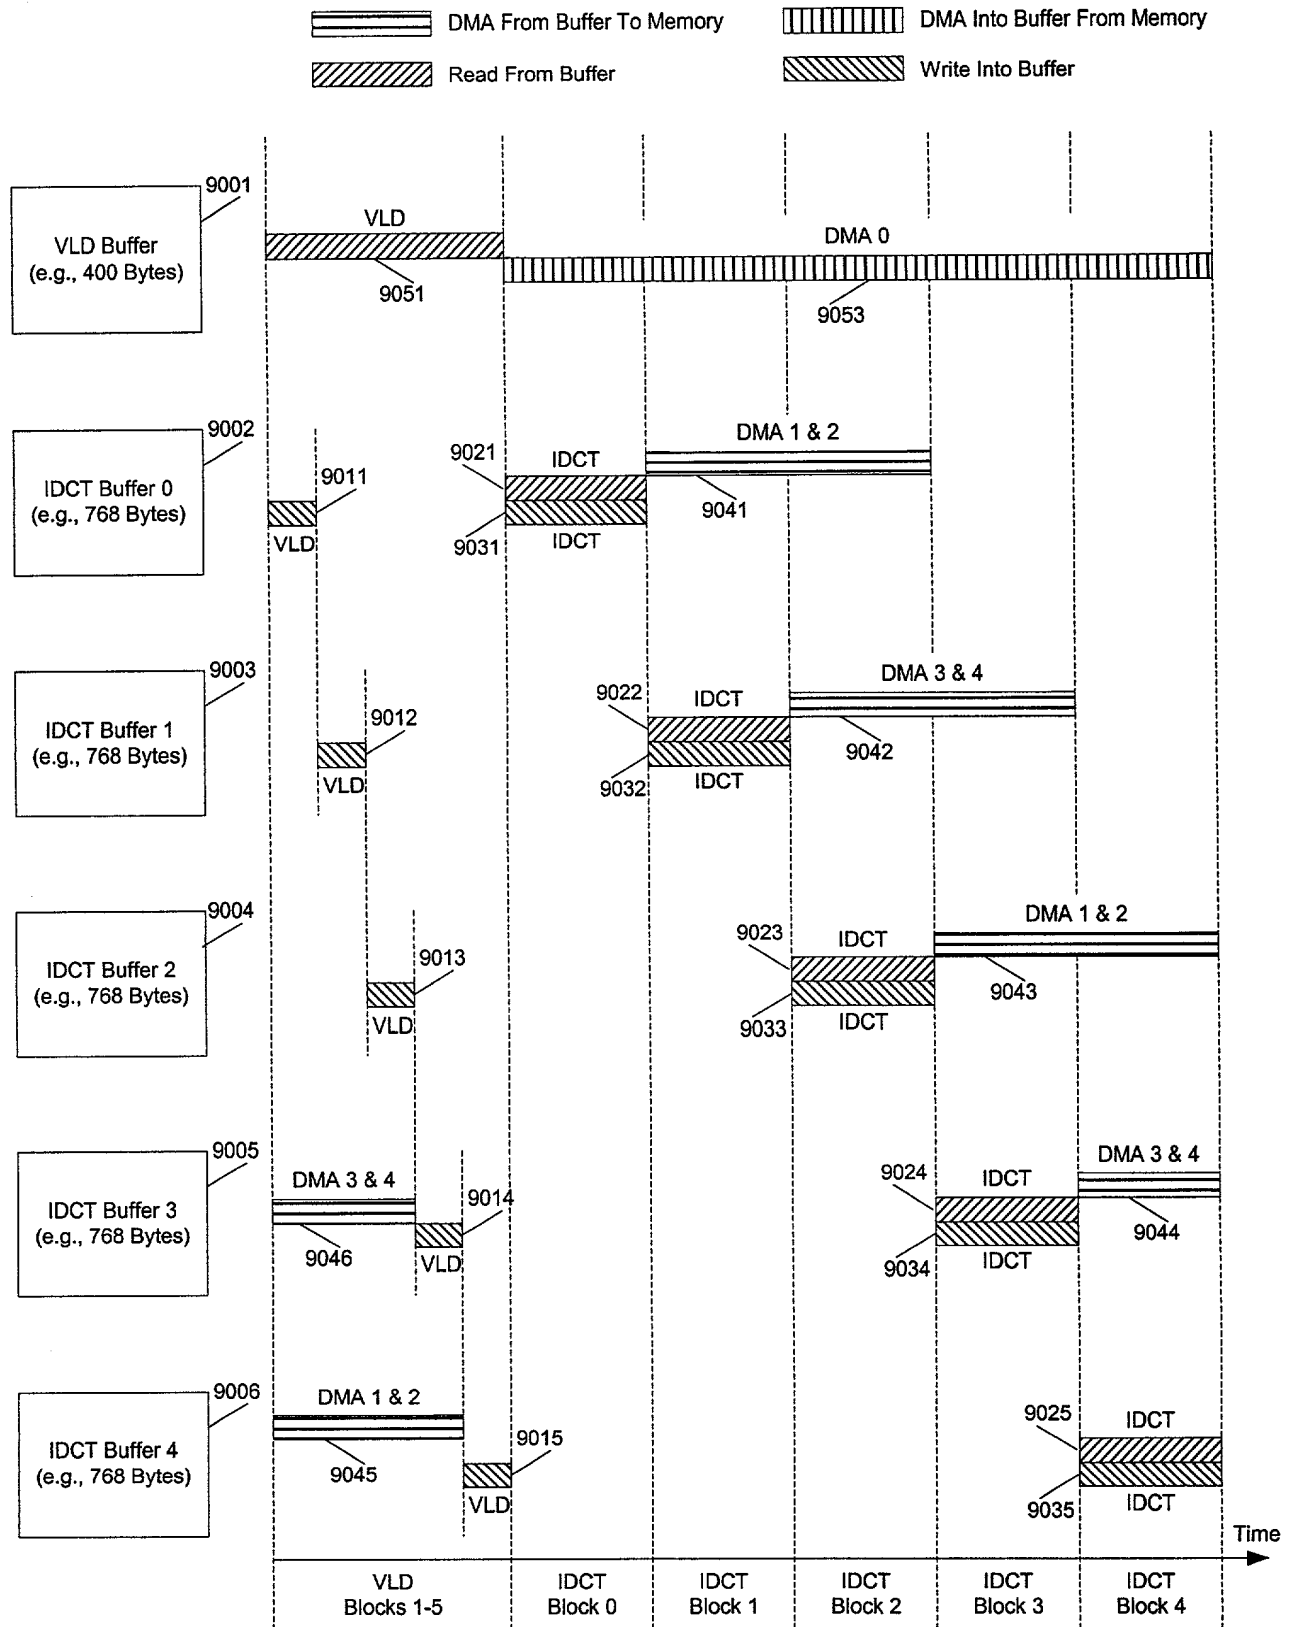 DMA From Buffer To Memory
DMA Into Buffer From Memory
Read From Buffer
Write Into Buffer
9001
VLD Buffer
(e.g., 400 Bytes)
VLD
9051
DMA 0
9053
9002
IDCT Buffer 0
(e.g., 768 Bytes)
9011
VLD
9021
IDCT
9031
IDCT
DMA 1 & 2
9041
9003
IDCT Buffer 1
(e.g., 768 Bytes)
9012
VLD
9022
IDCT
9032
IDCT
DMA 3 & 4
9042
9004
IDCT Buffer 2
(e.g., 768 Bytes)
9013
VLD
9023
IDCT
9033
IDCT
DMA 1 & 2
9043
9005
IDCT Buffer 3
(e.g., 768 Bytes)
DMA 3 & 4
9046
9014
VLD
9024
IDCT
9034
IDCT
DMA 3 & 4
9044
9006
IDCT Buffer 4
(e.g., 768 Bytes)
DMA 1 & 2
9045
9015
VLD
9025
IDCT
9035
IDCT
Time
VLD
Blocks 1-5
IDCT
Block 0
IDCT
Block 1
IDCT
Block 2
IDCT
Block 3
IDCT
Block 4